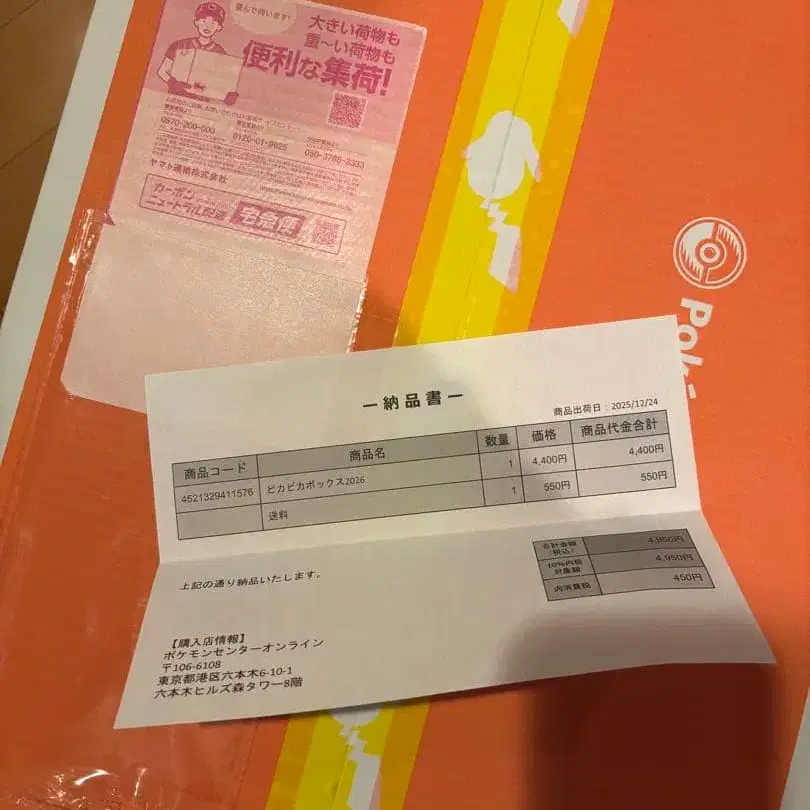 喜んで伺います!
大きい荷物も
重~い荷物も
便利な集荷!
0570-200-000
0120-01-9625
050-3786-3333
ヤマト運輸株式会社
カーボン
ニュートラル配送
宅急便
Poké
ー納品書ー
商品出荷日:2025/12/24
商品コード 商品名 数量 価格 商品代金合計
4521329411576 ピカピカボックス2026 1 4,400円 4,400円
送料 1 550円 550円
合計金額(税込) 4,950円
10%内税対象額 4,950円
内消費税 450円
上記の通り納品いたします。
【購入店情報】
ポケモンセンターオンライン
〒106-6108
東京都港区六本木6-10-1
六本木ヒルズ森タワー8階